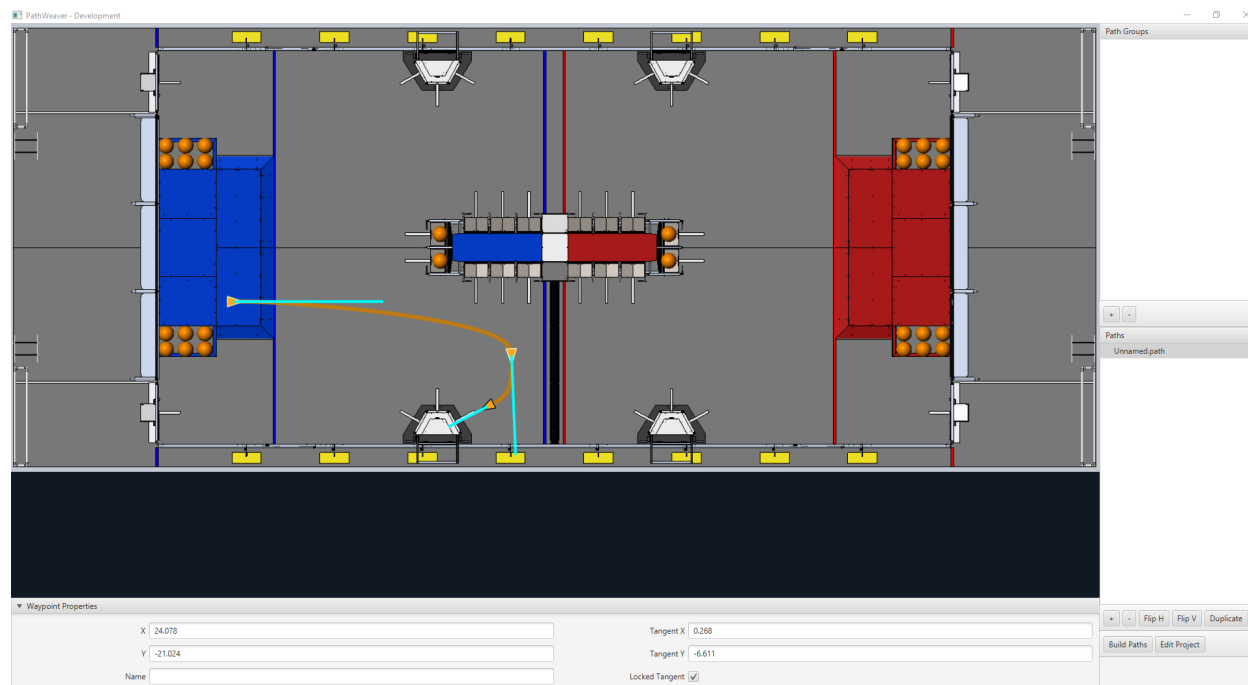 PathWeaver - Development
Path Groups
+ -
Paths
Unnamed.path
+ - Flip H Flip V Duplicate
Build Paths Edit Project
Waypoint Properties
X 24.078 Tangent X 0.268
Y -21.024 Tangent Y -6.611
Name Locked Tangent